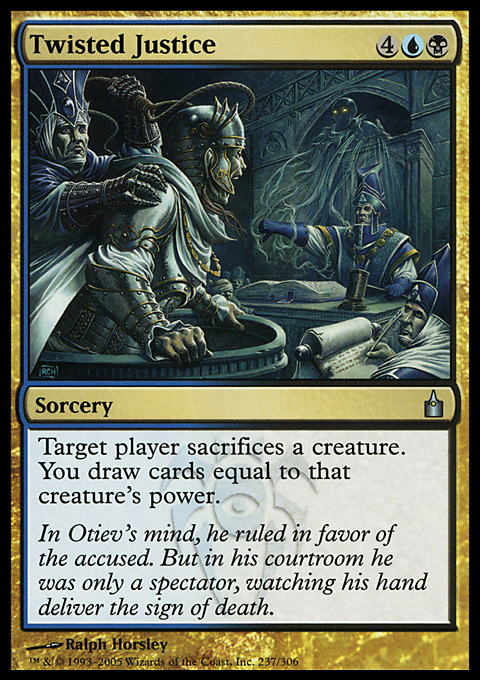 Twisted Justice 4
RCH
Sorcery
Target player sacrifices a creature.
You draw cards equal to that
creature's power.
In Otiev's mind, he ruled in favor of
the accused. But in his courtroom he
was only a spectator, watching his hand
deliver the sign of death.
Ralph Horsley
™ & © 1993–2005 Wizards of the Coast, Inc. 237/306